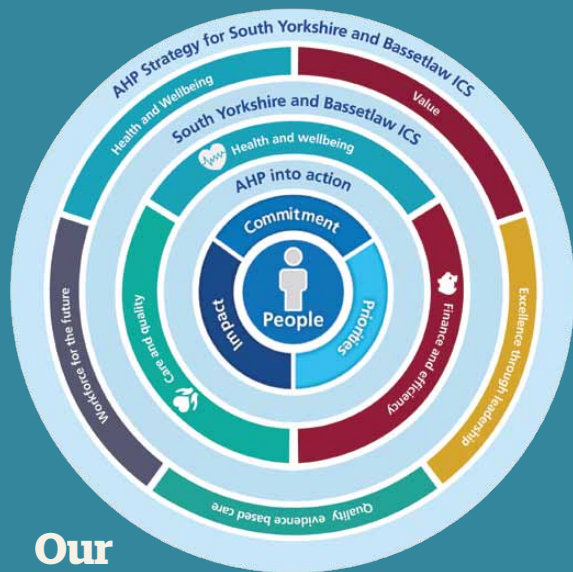 AHP Strategy for South Yorkshire and Bassetlaw ICS
Health and Wellbeing
Value
Excellence through leadership
Quality evidence based care
Workforce for the future
South Yorkshire and Bassetlaw ICS
Health and wellbeing
Finance and efficiency
Care and quality
AHP into action
Commitment
Priorities
Impact
People
Our